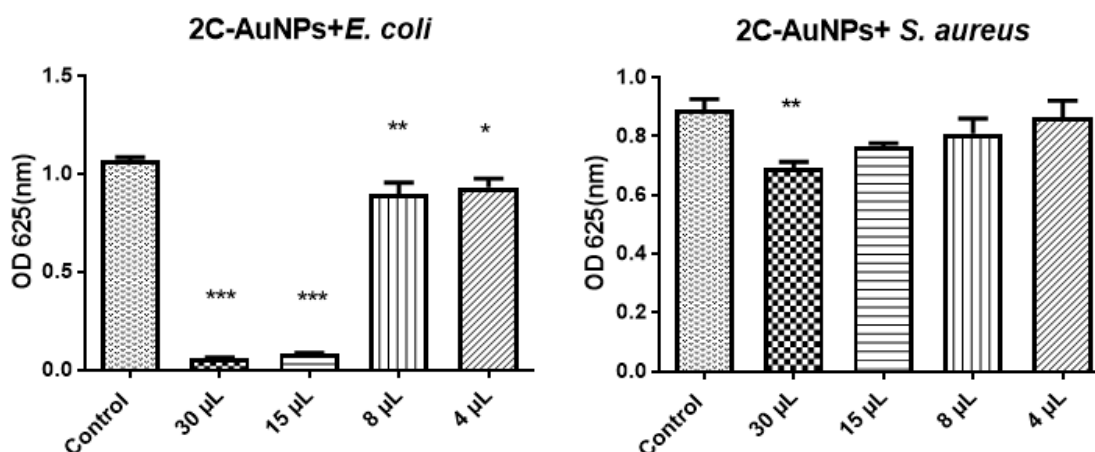 2C-AuNPs+E. coli
OD 625(nm)
1.5
1.0
0.5
0.0
***
***
**
*
Control
30 µL
15 µL
8 µL
4 µL
2C-AuNPs+ S. aureus
OD 625(nm)
1.0
0.8
0.6
0.4
0.2
0.0
**
Control
30 µL
15 µL
8 µL
4 µL